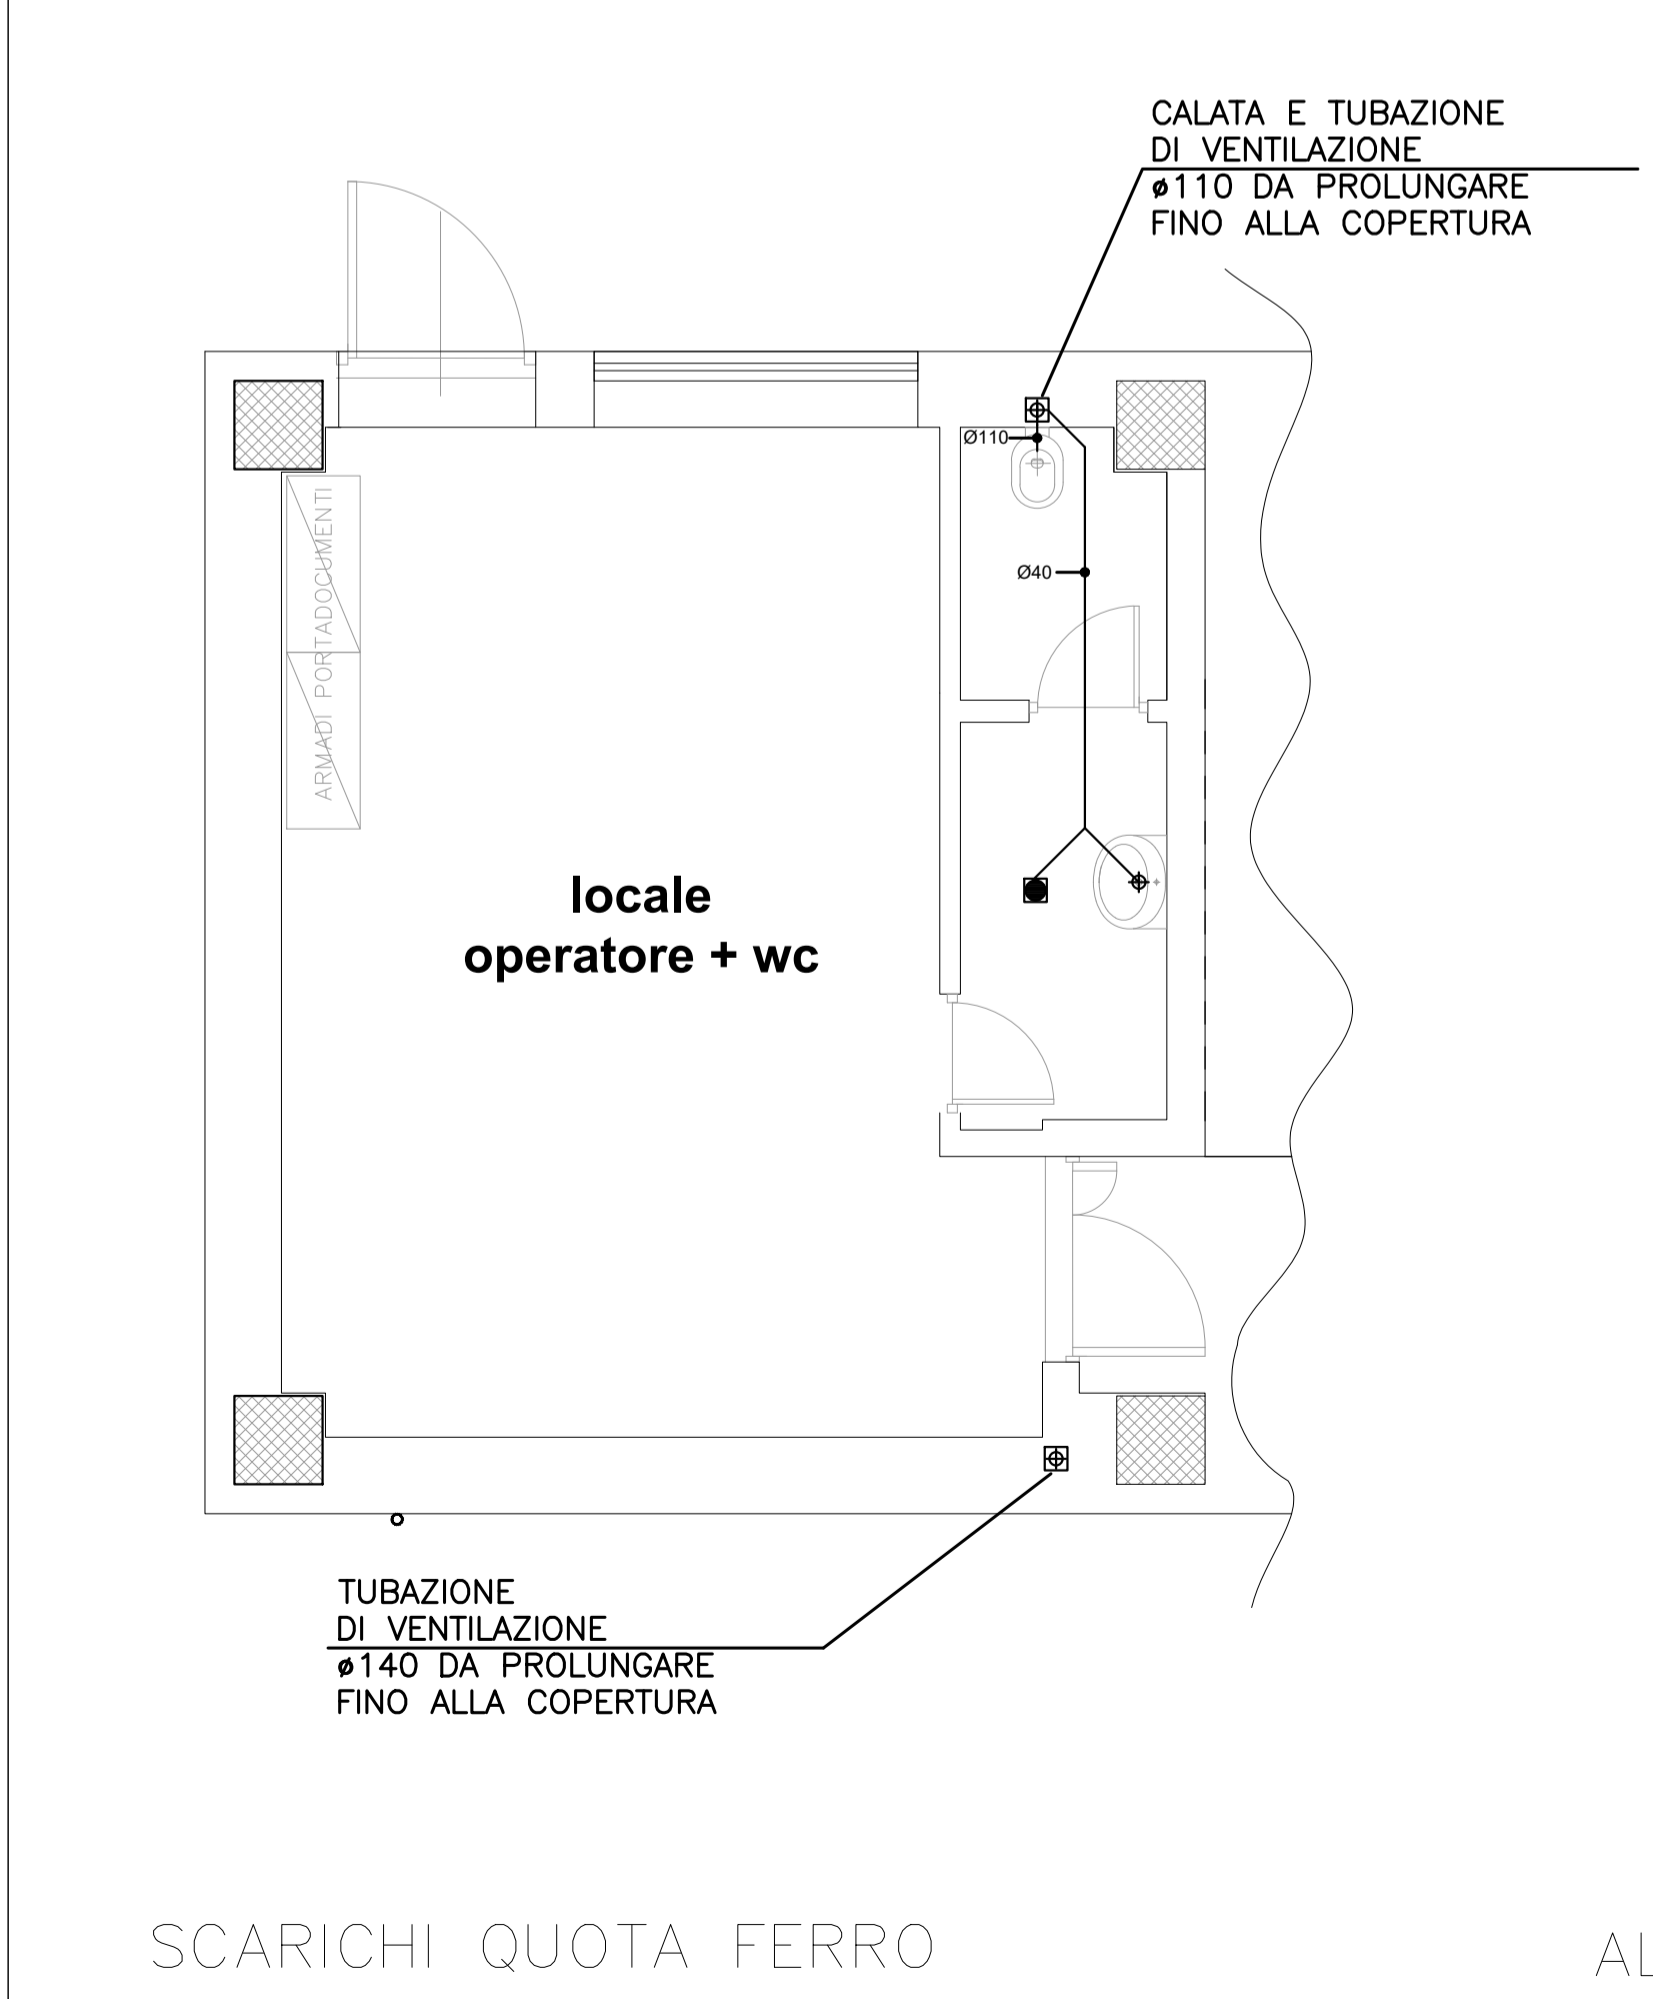 CALATA E TUBAZIONE
DI VENTILAZIONE
ø110 DA PROLUNGARE
FINO ALLA COPERTURA
Ø110
Ø40
ARMADI PORTADOCUMENTI
locale
operatore + wc
TUBAZIONE
DI VENTILAZIONE
ø140 DA PROLUNGARE
FINO ALLA COPERTURA
SCARICHI QUOTA FERRO
AL